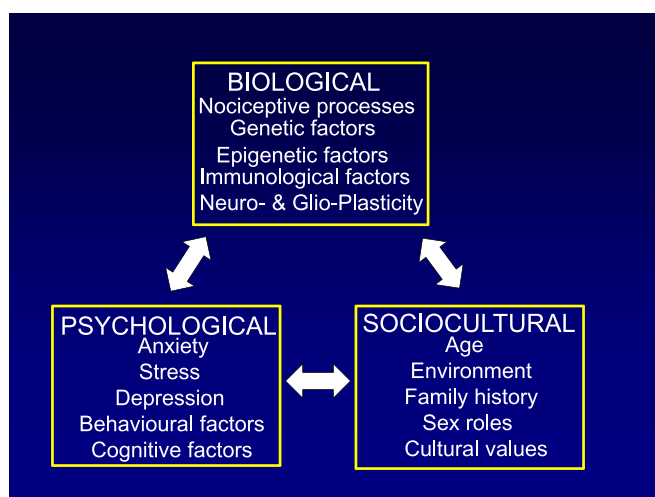 BIOLOGICAL
Nociceptive processes
Genetic factors
Epigenetic factors
Immunological factors
Neuro- & Glio-Plasticity
PSYCHOLOGICAL
Anxiety
Stress
Depression
Behavioural factors
Cognitive factors
SOCIOCULTURAL
Age
Environment
Family history
Sex roles
Cultural values